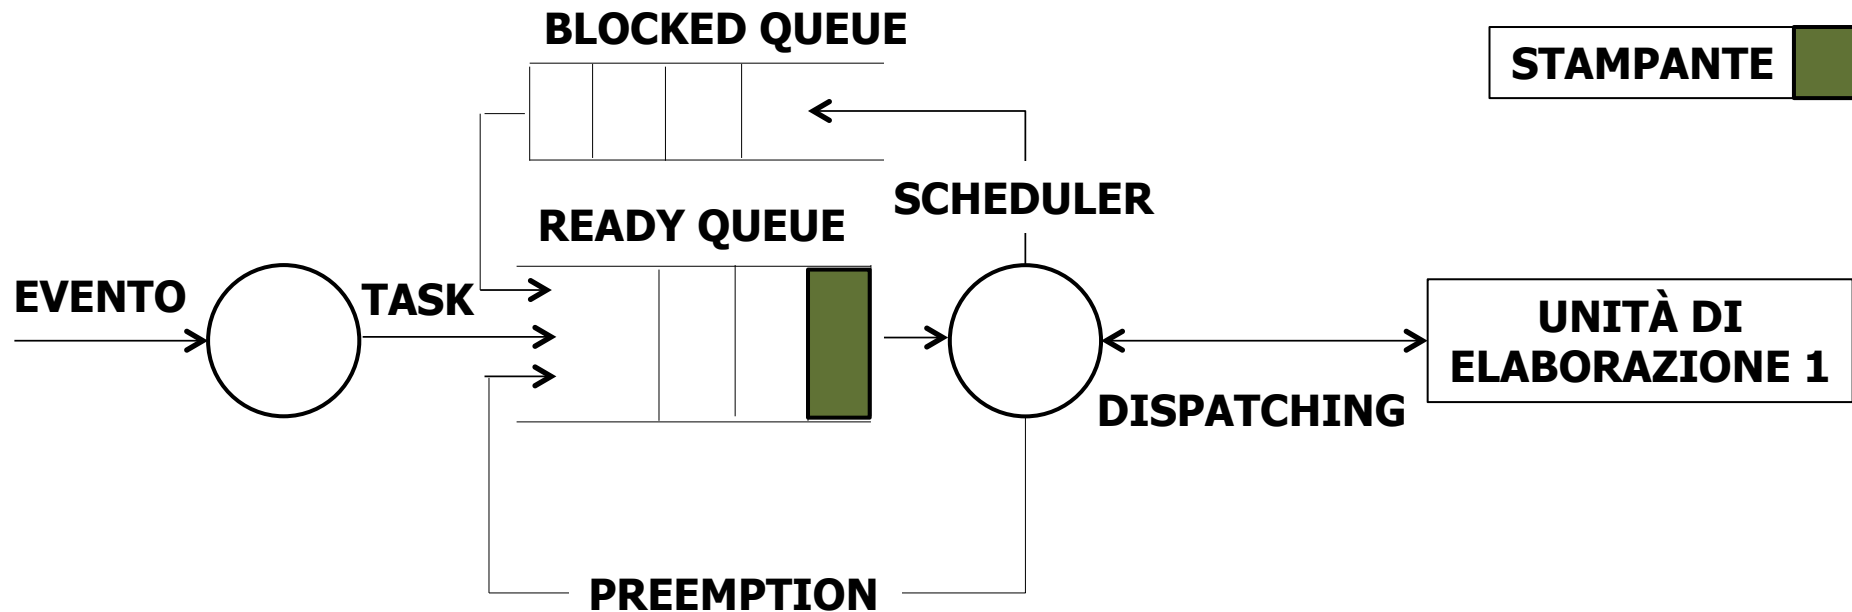 BLOCKED QUEUE
STAMPANTE
SCHEDULER
READY QUEUE
EVENTO
TASK
UNITÀ DI
ELABORAZIONE 1
DISPATCHING
PREEMPTION